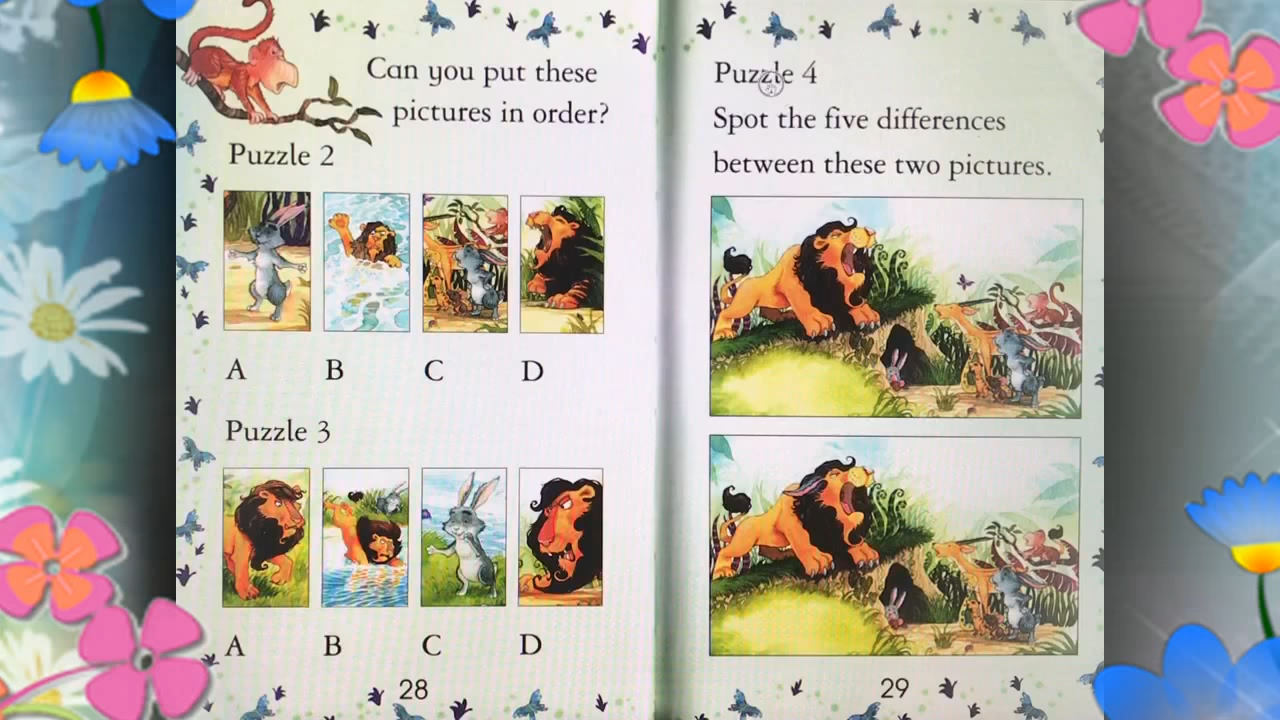 Can you put these
pictures in order?
Puzzle 2
A B C D
Puzzle 3
A B C D
28
Puzzle 4
Spot the five differences
between these two pictures.
29